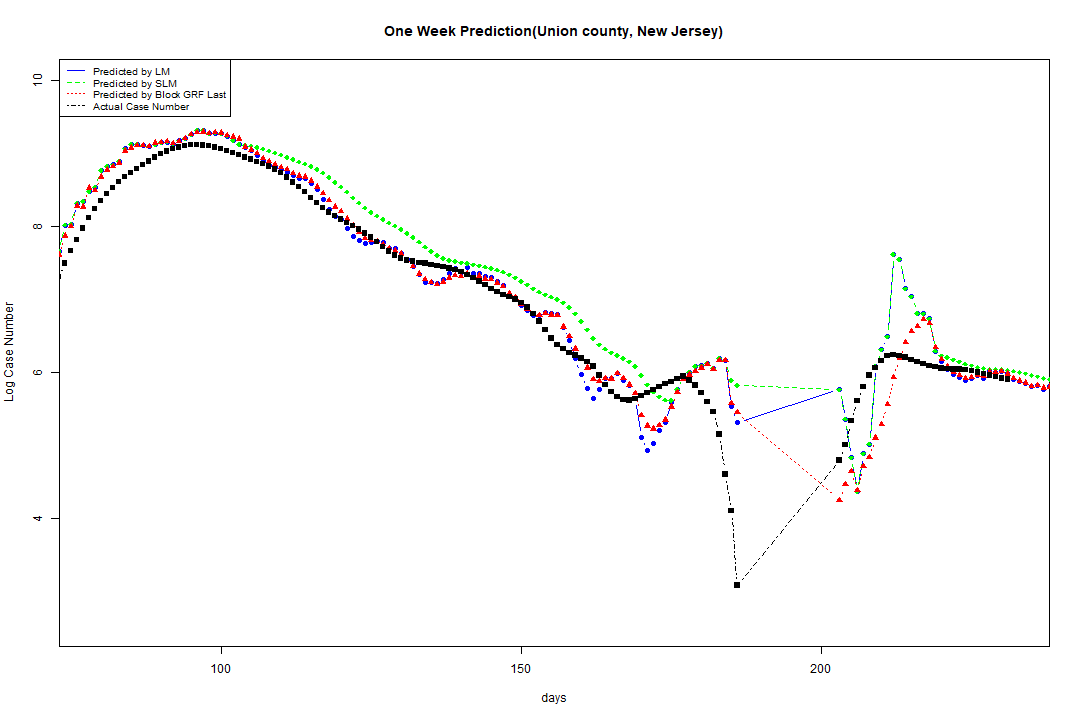 One Week Prediction(Union county, New Jersey)
Predicted by LM
Predicted by SLM
Predicted by Block GRF Last
Actual Case Number
Log Case Number
10
8
6
4
100 150 200
days